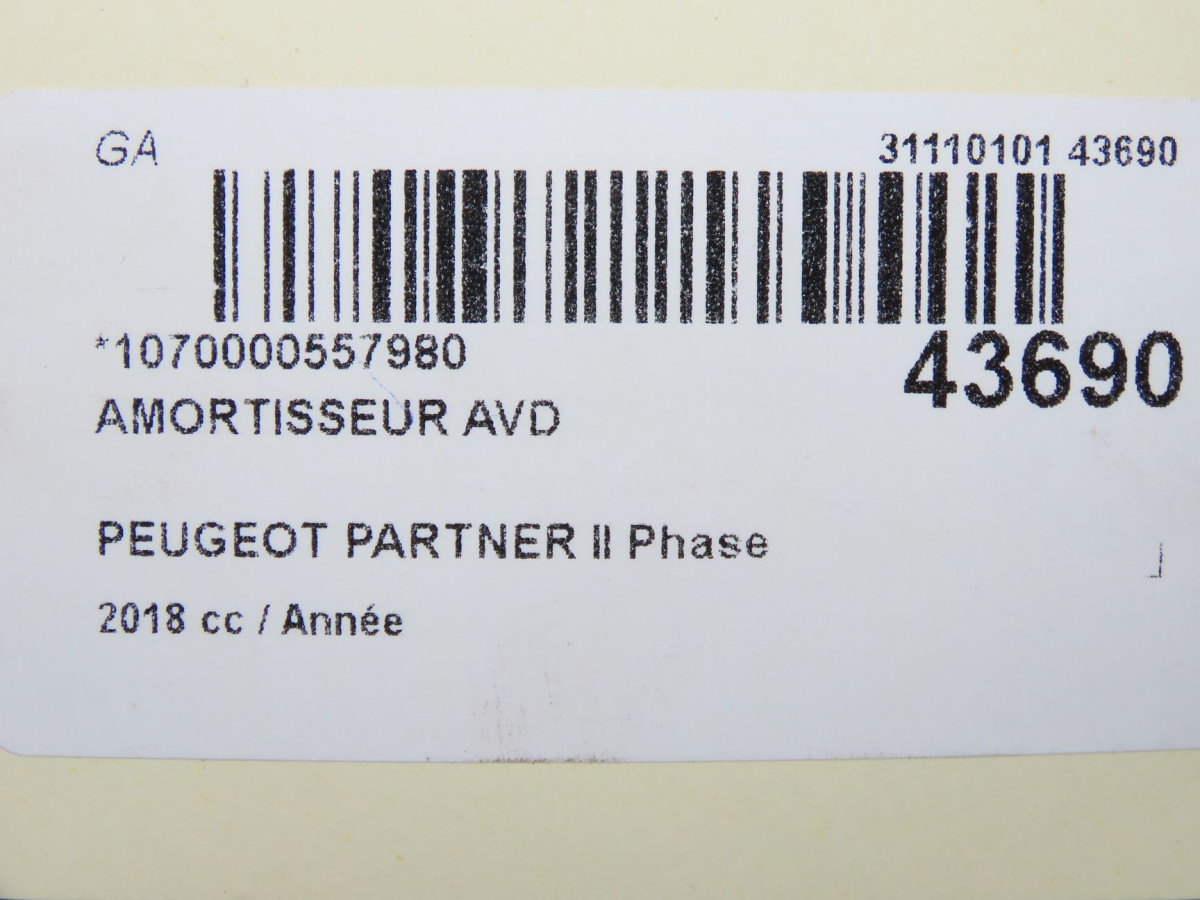 GA
31110101 43690
*1070000557980
43690
AMORTISSEUR AVD
PEUGEOT PARTNER II Phase
2018 cc / Année